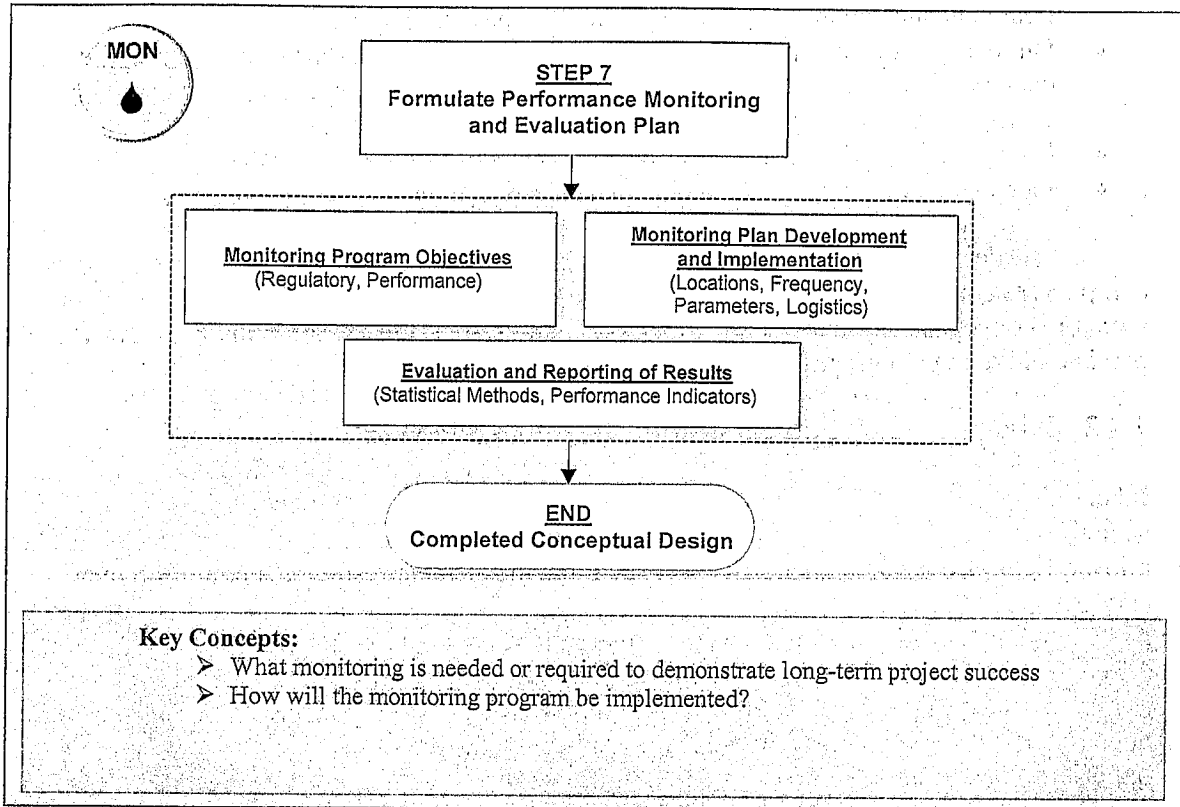 MON
STEP 7
Formulate Performance Monitoring
and Evaluation Plan
Monitoring Program Objectives
(Regulatory, Performance)
Monitoring Plan Development
and Implementation
(Locations, Frequency,
Parameters, Logistics)
Evaluation and Reporting of Results
(Statistical Methods, Performance Indicators)
END
Completed Conceptual Design
Key Concepts:
➢ What monitoring is needed or required to demonstrate long-term project success
➢ How will the monitoring program be implemented?